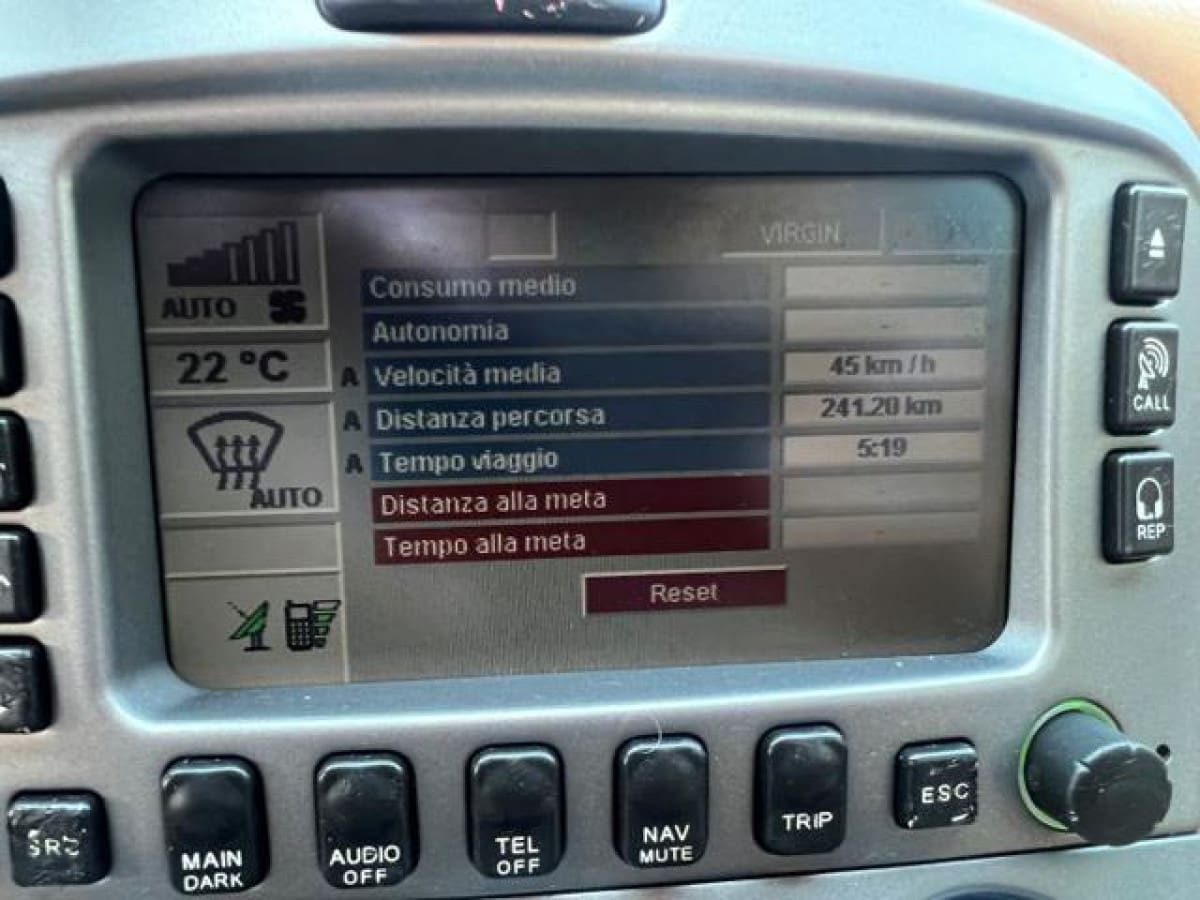 VIRGIN
AUTO
22 °C
AUTO
Consumo medio -
Autonomia -
A Velocità media 45 km/h
A Distanza percorsa 241.20 km
A Tempo viaggio 5:19
Distanza alla meta -
Tempo alla meta -
Reset
CALL
REP
SRC
MAIN
DARK
AUDIO
OFF
TEL
OFF
NAV
MUTE
TRIP
ESC